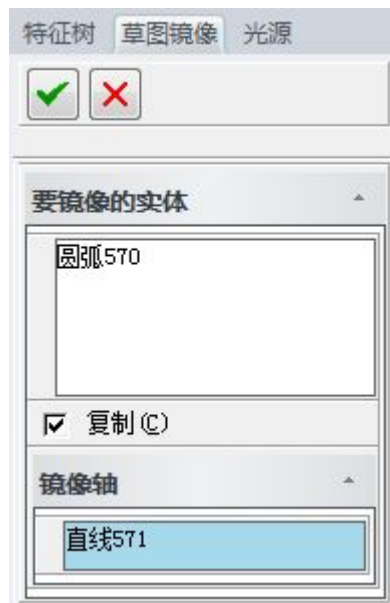 特征树 草图镜像 光源
要镜像的实体
圆弧570
复制(C)
镜像轴
直线571